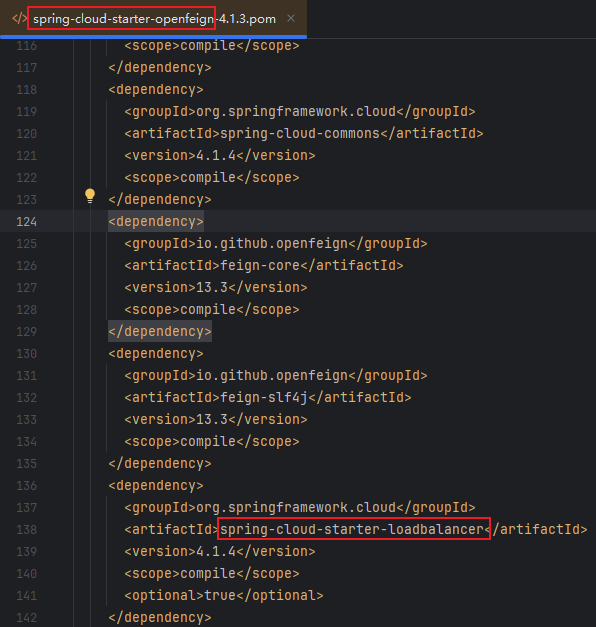 </> spring-cloud-starter-openfeign-4.1.3.pom ×
116 <scope>compile</scope>
117 </dependency>
118 <dependency>
119 <groupId>org.springframework.cloud</groupId>
120 <artifactId>spring-cloud-commons</artifactId>
121 <version>4.1.4</version>
122 <scope>compile</scope>
123 </dependency>
124 <dependency>
125 <groupId>io.github.openfeign</groupId>
126 <artifactId>feign-core</artifactId>
127 <version>13.3</version>
128 <scope>compile</scope>
129 </dependency>
130 <dependency>
131 <groupId>io.github.openfeign</groupId>
132 <artifactId>feign-slf4j</artifactId>
133 <version>13.3</version>
134 <scope>compile</scope>
135 </dependency>
136 <dependency>
137 <groupId>org.springframework.cloud</groupId>
138 <artifactId>spring-cloud-starter-loadbalancer</artifactId>
139 <version>4.1.4</version>
140 <scope>compile</scope>
141 <optional>true</optional>
142 </dependency>